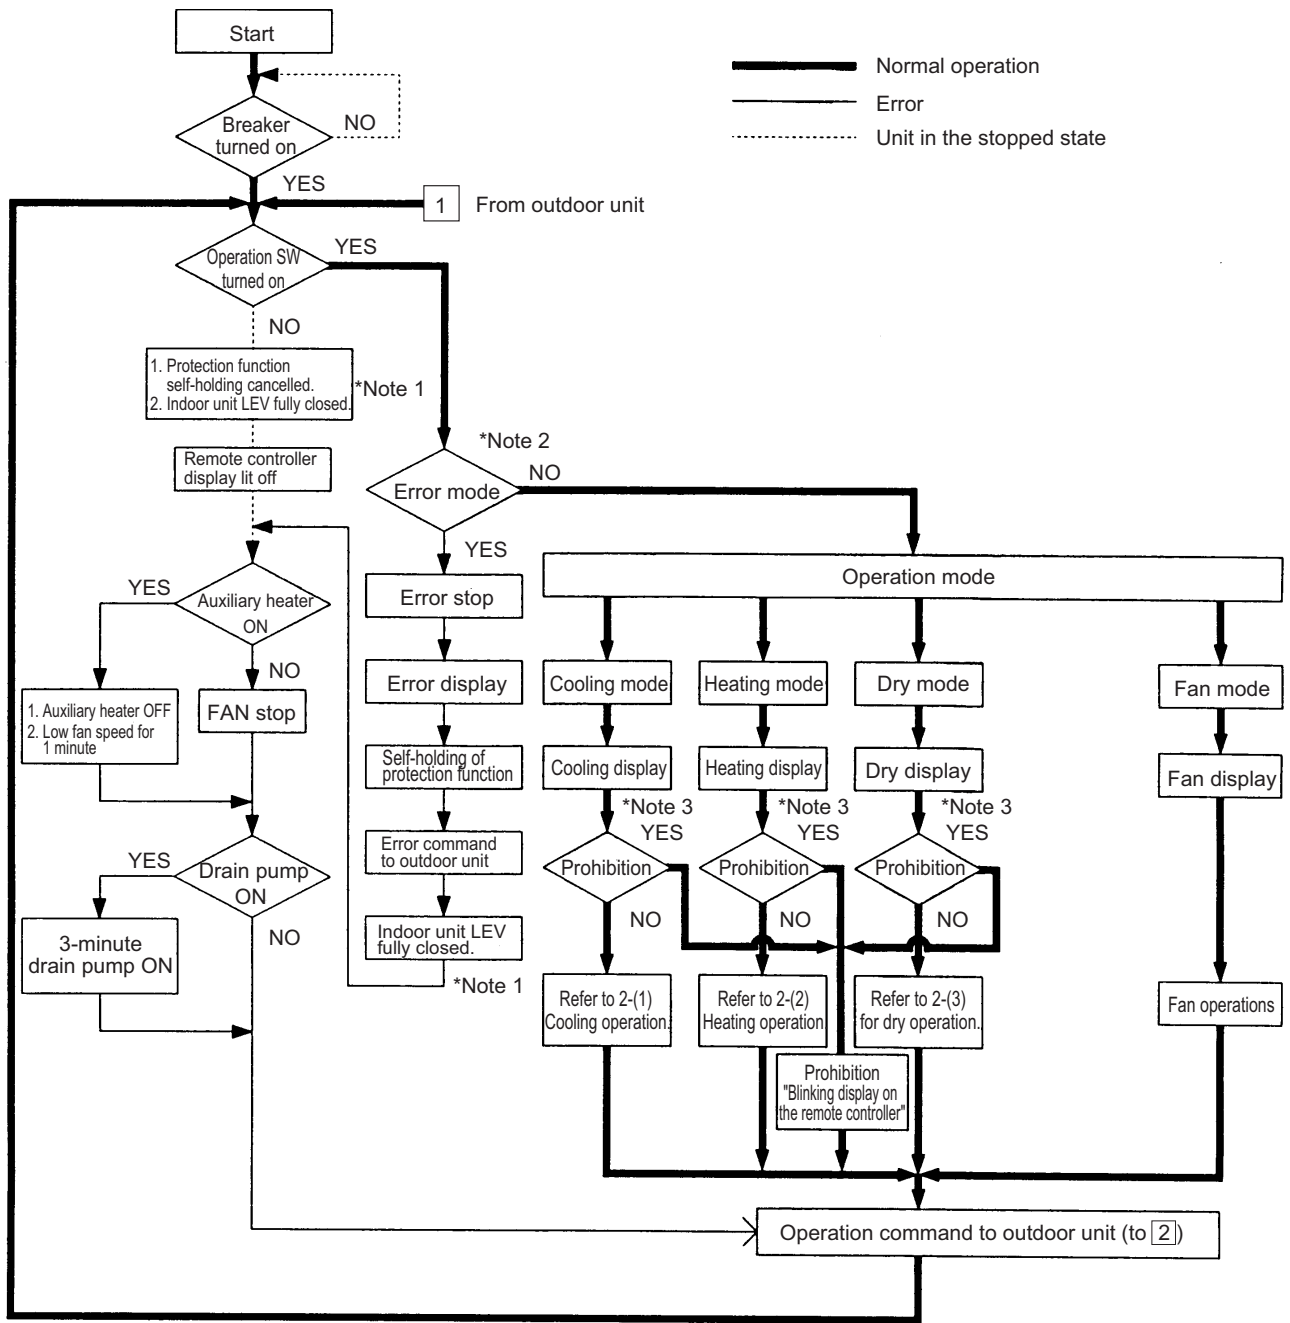 Start
Normal operation
Error
Unit in the stopped state
Breaker
turned on
NO
YES
1
From outdoor unit
Operation SW
turned on
YES
NO
1. Protection function
self-holding cancelled.
2. Indoor unit LEV fully closed.
*Note 1
Remote controller
display lit off
*Note 2
Error mode
NO
YES
Operation mode
YES
Auxiliary heater
ON
NO
Error stop
Error display
Cooling mode
Heating mode
Dry mode
Fan mode
1. Auxiliary heater OFF
2. Low fan speed for
1 minute
FAN stop
Self-holding of
protection function
Cooling display
Heating display
Dry display
Fan display
*Note 3
YES
*Note 3
YES
*Note 3
YES
Error command
to outdoor unit
Prohibition
Prohibition
Prohibition
NO
NO
NO
YES
Drain pump
ON
NO
3-minute
drain pump ON
Indoor unit LEV
fully closed.
*Note 1
Refer to 2-(1)
Cooling operation.
Refer to 2-(2)
Heating operation.
Refer to 2-(3)
for dry operation.
Fan operations
Prohibition
"Blinking display on
the remote controller"
Operation command to outdoor unit (to 2)